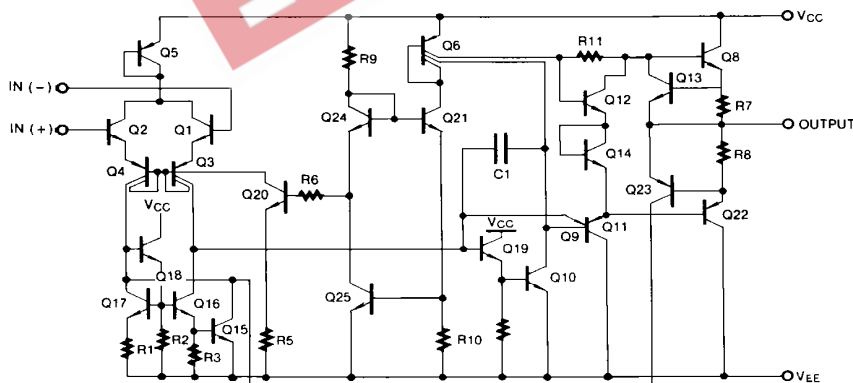 VCC
Q5
Q6
R11
Q8
R9
Q13
IN (-)
Q12
R7
Q2
Q1
Q24
Q21
IN (+)
OUTPUT
Q14
R8
Q4
Q3
C1
Q20
R6
Q23
VCC
VCC
Q9
Q11
Q22
Q19
Q18
Q10
Q17
Q16
Q25
Q15
R1
R2
R3
R5
R10
VEE